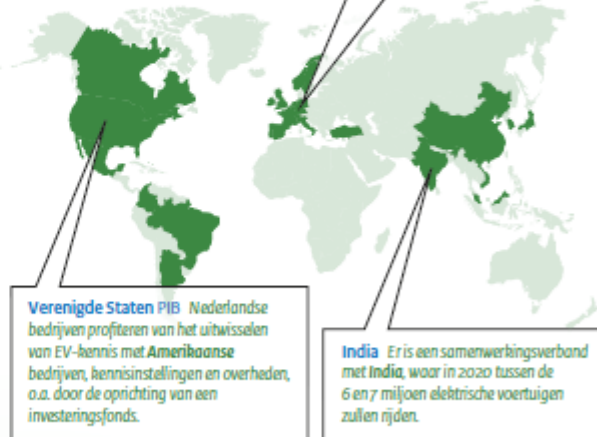 Verenigde Staten PIB Nederlandse
bedrijven profiteren van het uitwisselen
van EV-kennis met Amerikaanse
bedrijven, kennisinstellingen en overheden,
o.a. door de oprichting van een
investeringsfonds.
India Er is een samenwerkingsverband
met India, waar in 2020 tussen de
6 en 7 miljoen elektrische voertuigen
zullen rijden.